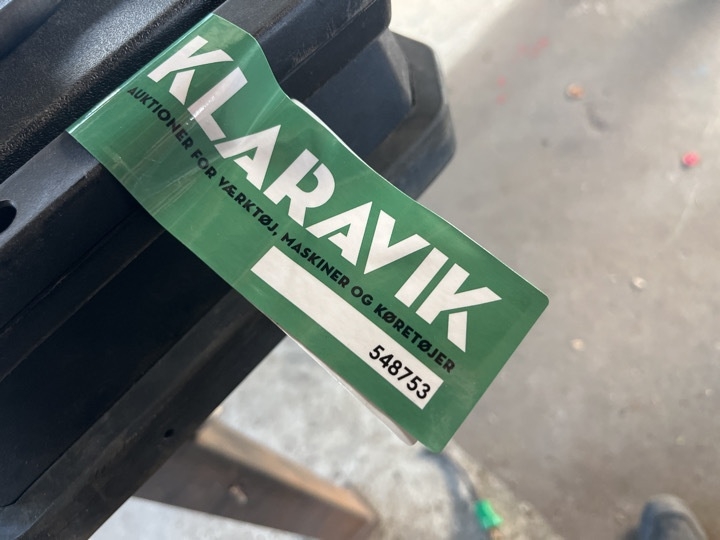 KLARAVIK
AUKTIONER FOR VÆRKTØJ, MASKINER OG KØRETØJER
548753